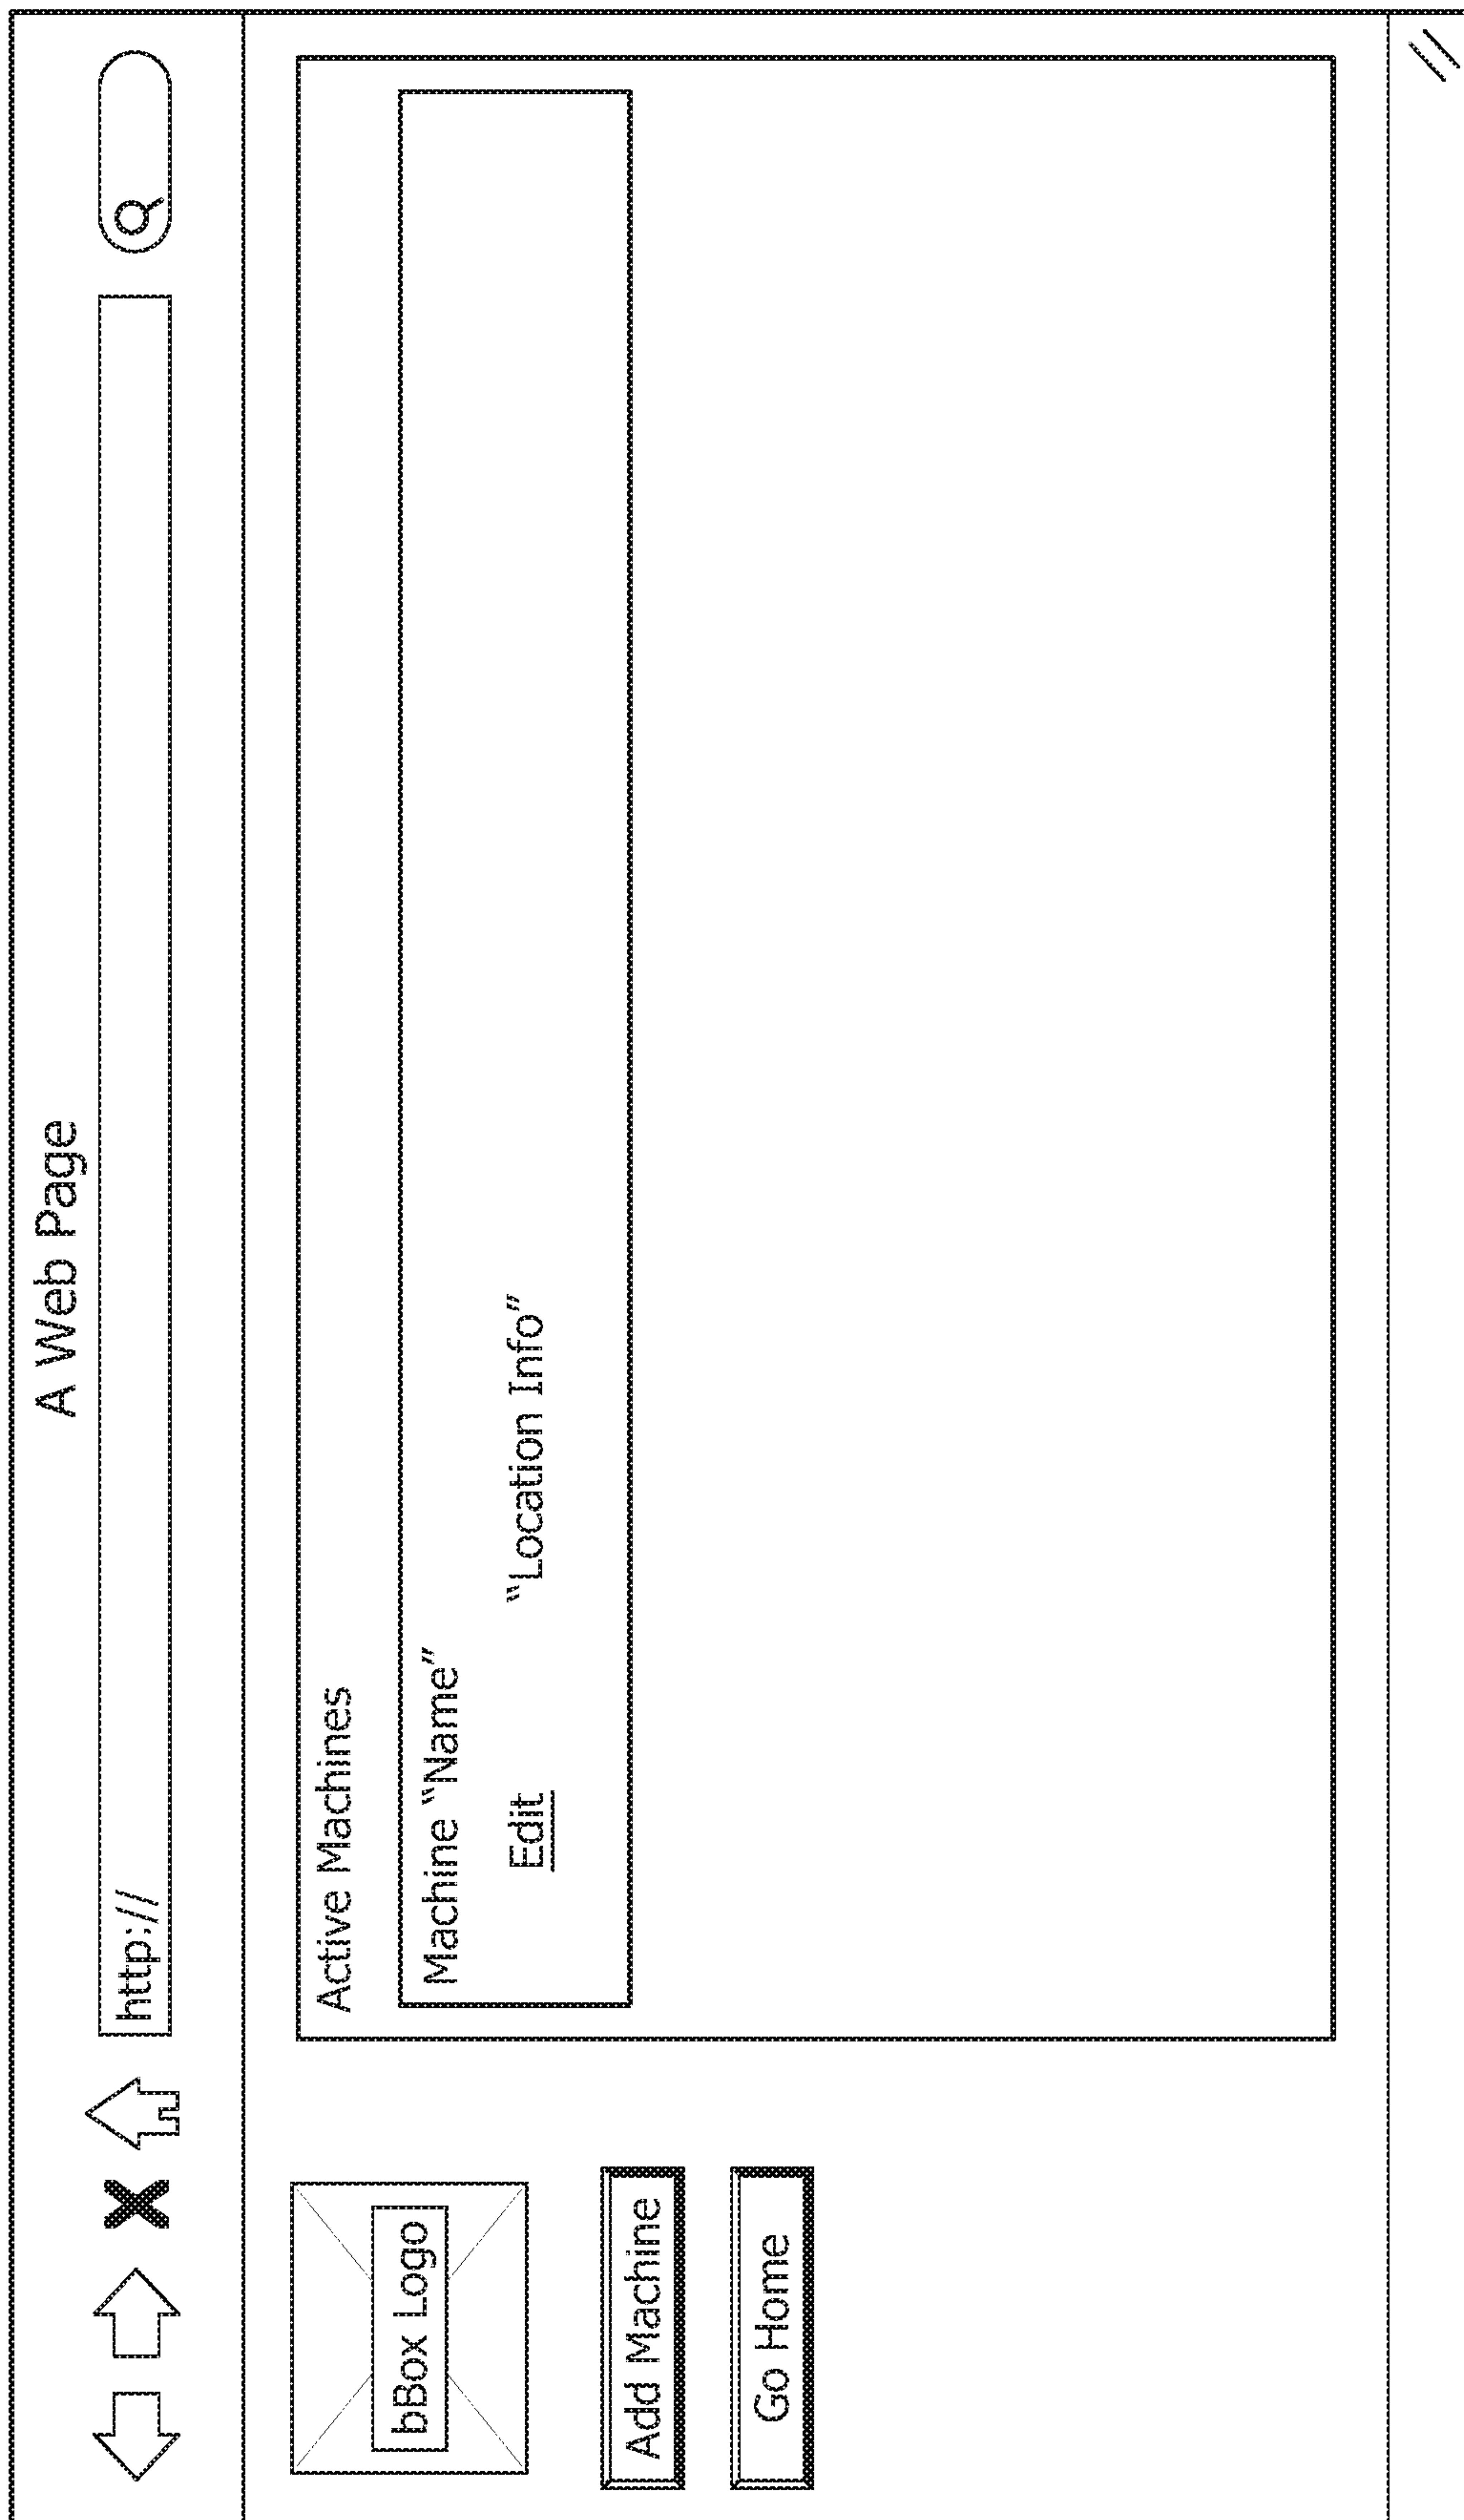 A Web Page
http://
bBox Logo
Add Machine
Go Home
Active Machines
Machine “Name”
Edit “Location Info”